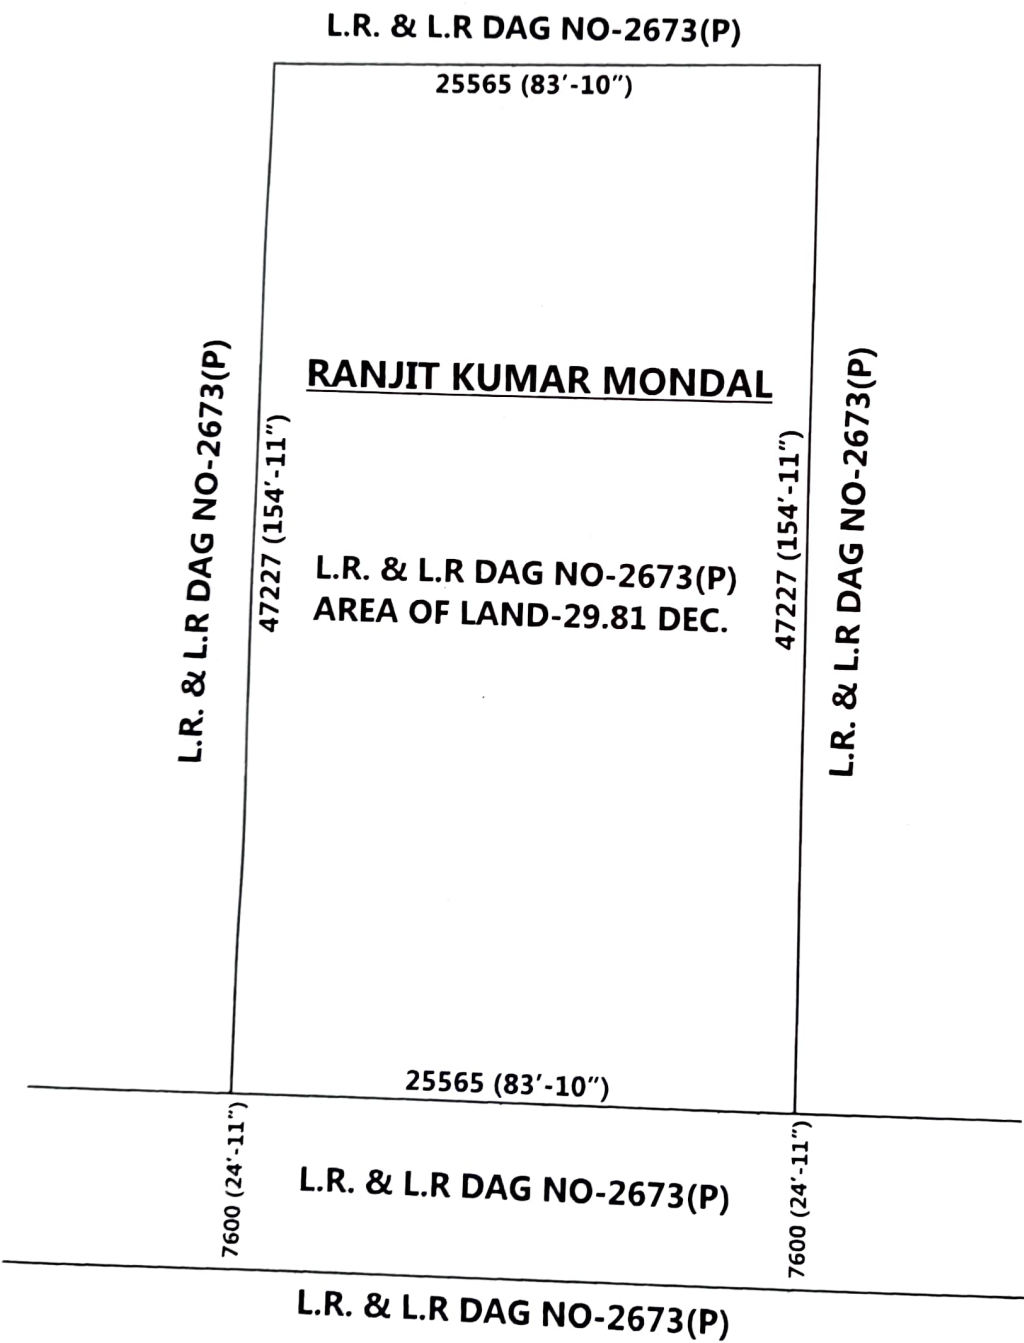 L.R. & L.R DAG NO-2673(P)
25565 (83'-10")
RANJIT KUMAR MONDAL
L.R. & L.R DAG NO-2673(P)
47227 (154'-11")
47227 (154'-11")
L.R. & L.R DAG NO-2673(P)
L.R. & L.R DAG NO-2673(P)
AREA OF LAND-29.81 DEC.
25565 (83'-10")
7600 (24'-11")
L.R. & L.R DAG NO-2673(P)
7600 (24'-11")
L.R. & L.R DAG NO-2673(P)